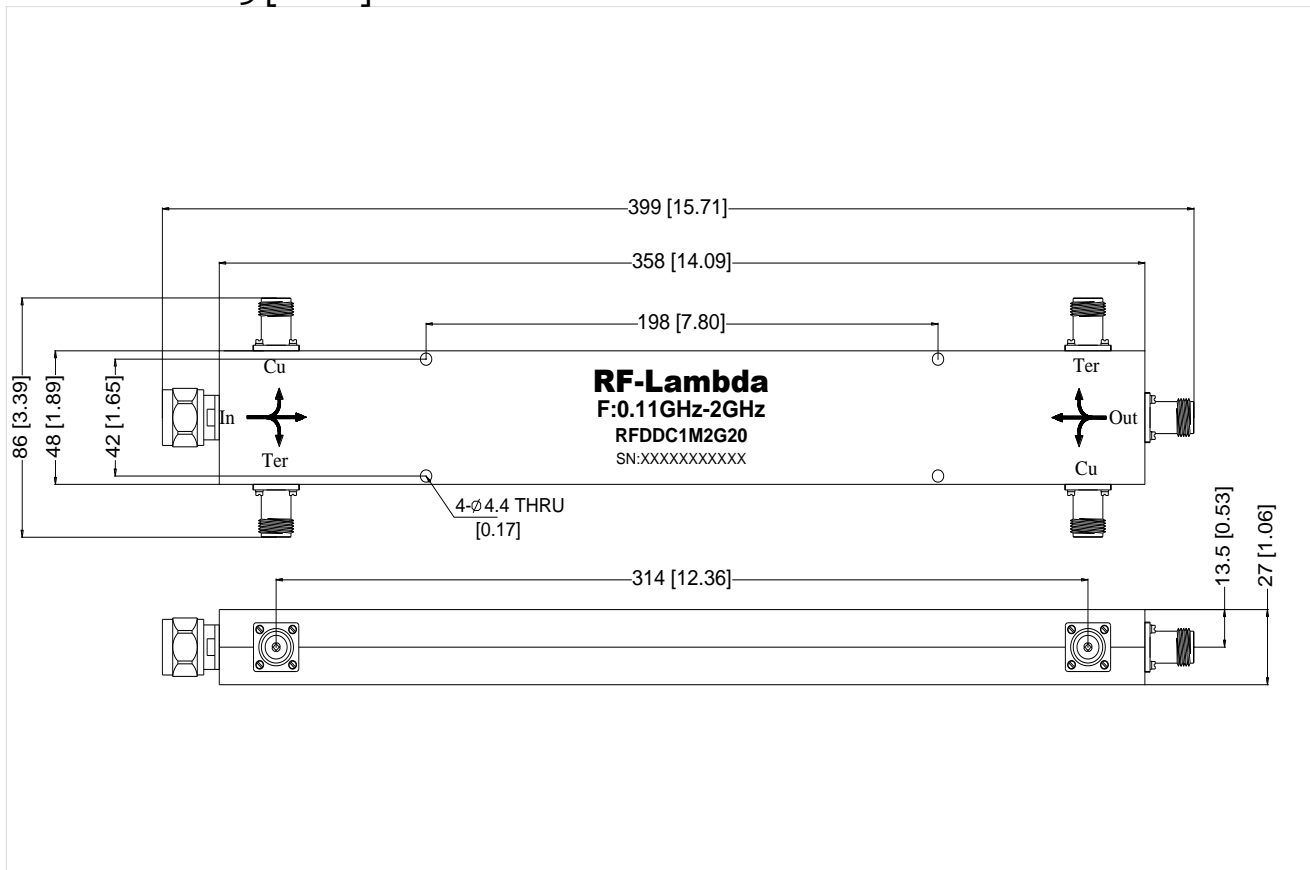 399 [15.71]
358 [14.09]
198 [7.80]
86 [3.39]
48 [1.89]
42 [1.65]
Cu
In
Ter
RF-Lambda
F:0.11GHz-2GHz
RFDDC1M2G20
SN:XXXXXXXXXXX
Ter
Out
Cu
4-Ø4.4 THRU
[0.17]
314 [12.36]
13.5 [0.53]
27 [1.06]